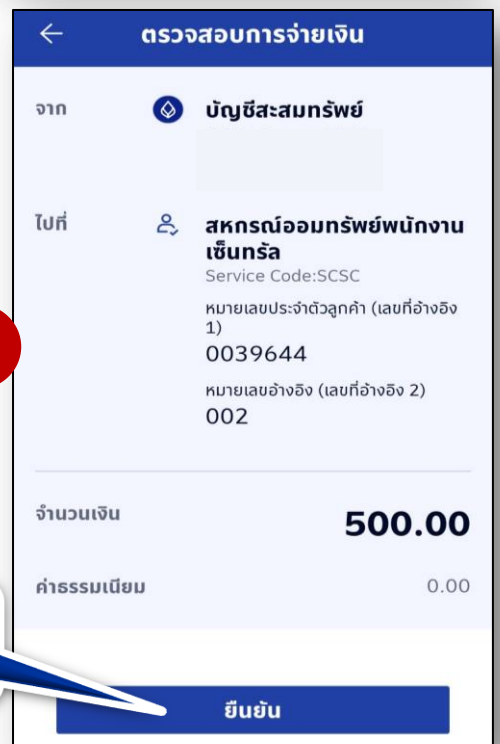 ตรวจสอบการจ่ายเงิน
จาก
บัญชีสะสมทรัพย์
ไปที่
สหกรณ์ออมทรัพย์พนักงาน
เซ็นทรัล
Service Code:SCSC
หมายเลขประจำตัวลูกค้า (เลขที่อ้างอิง
1)
0039644
หมายเลขอ้างอิง (เลขที่อ้างอิง 2)
002
จำนวนเงิน 500.00
ค่าธรรมเนียม 0.00
ยืนยัน